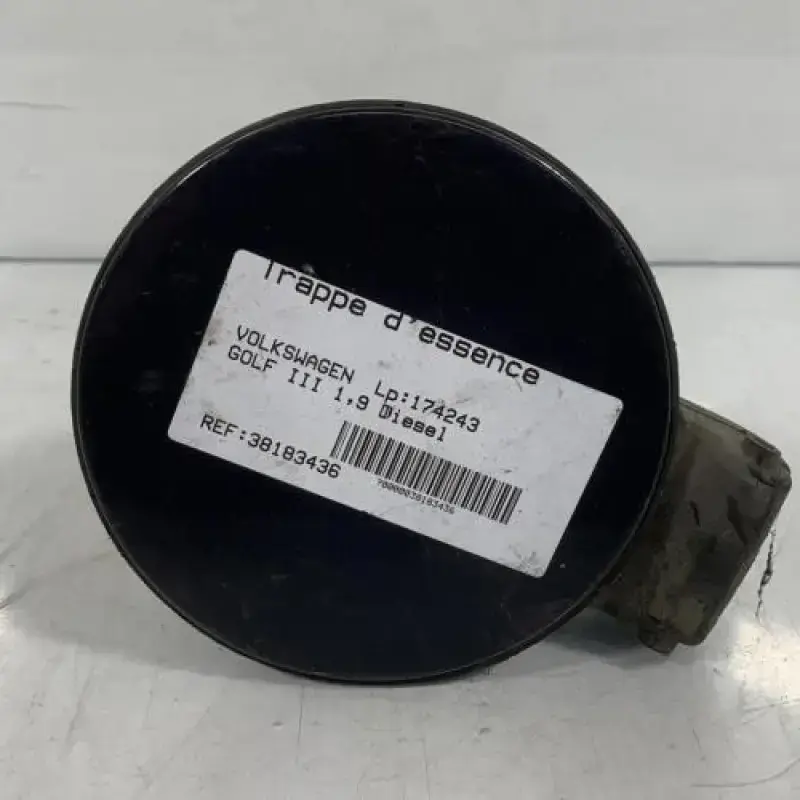 Trappe d'essence
VOLKSWAGEN Lp:174243
GOLF III 1,9 Diesel
REF:38183436
70000038183436